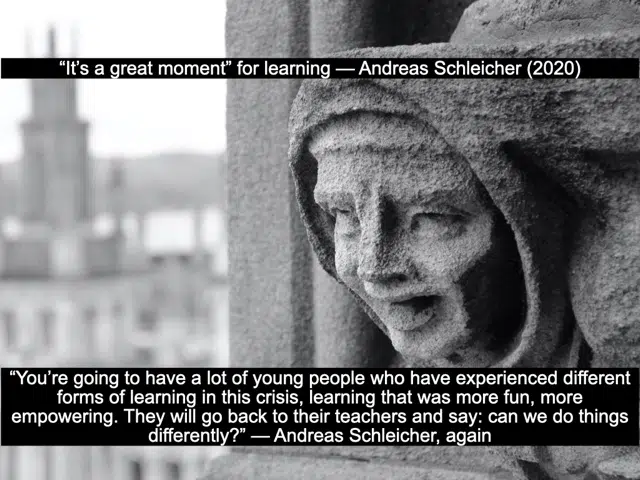 “It’s a great moment” for learning — Andreas Schleicher (2020)
“You’re going to have a lot of young people who have experienced different
forms of learning in this crisis, learning that was more fun, more
empowering. They will go back to their teachers and say: can we do things
differently?” — Andreas Schleicher, again